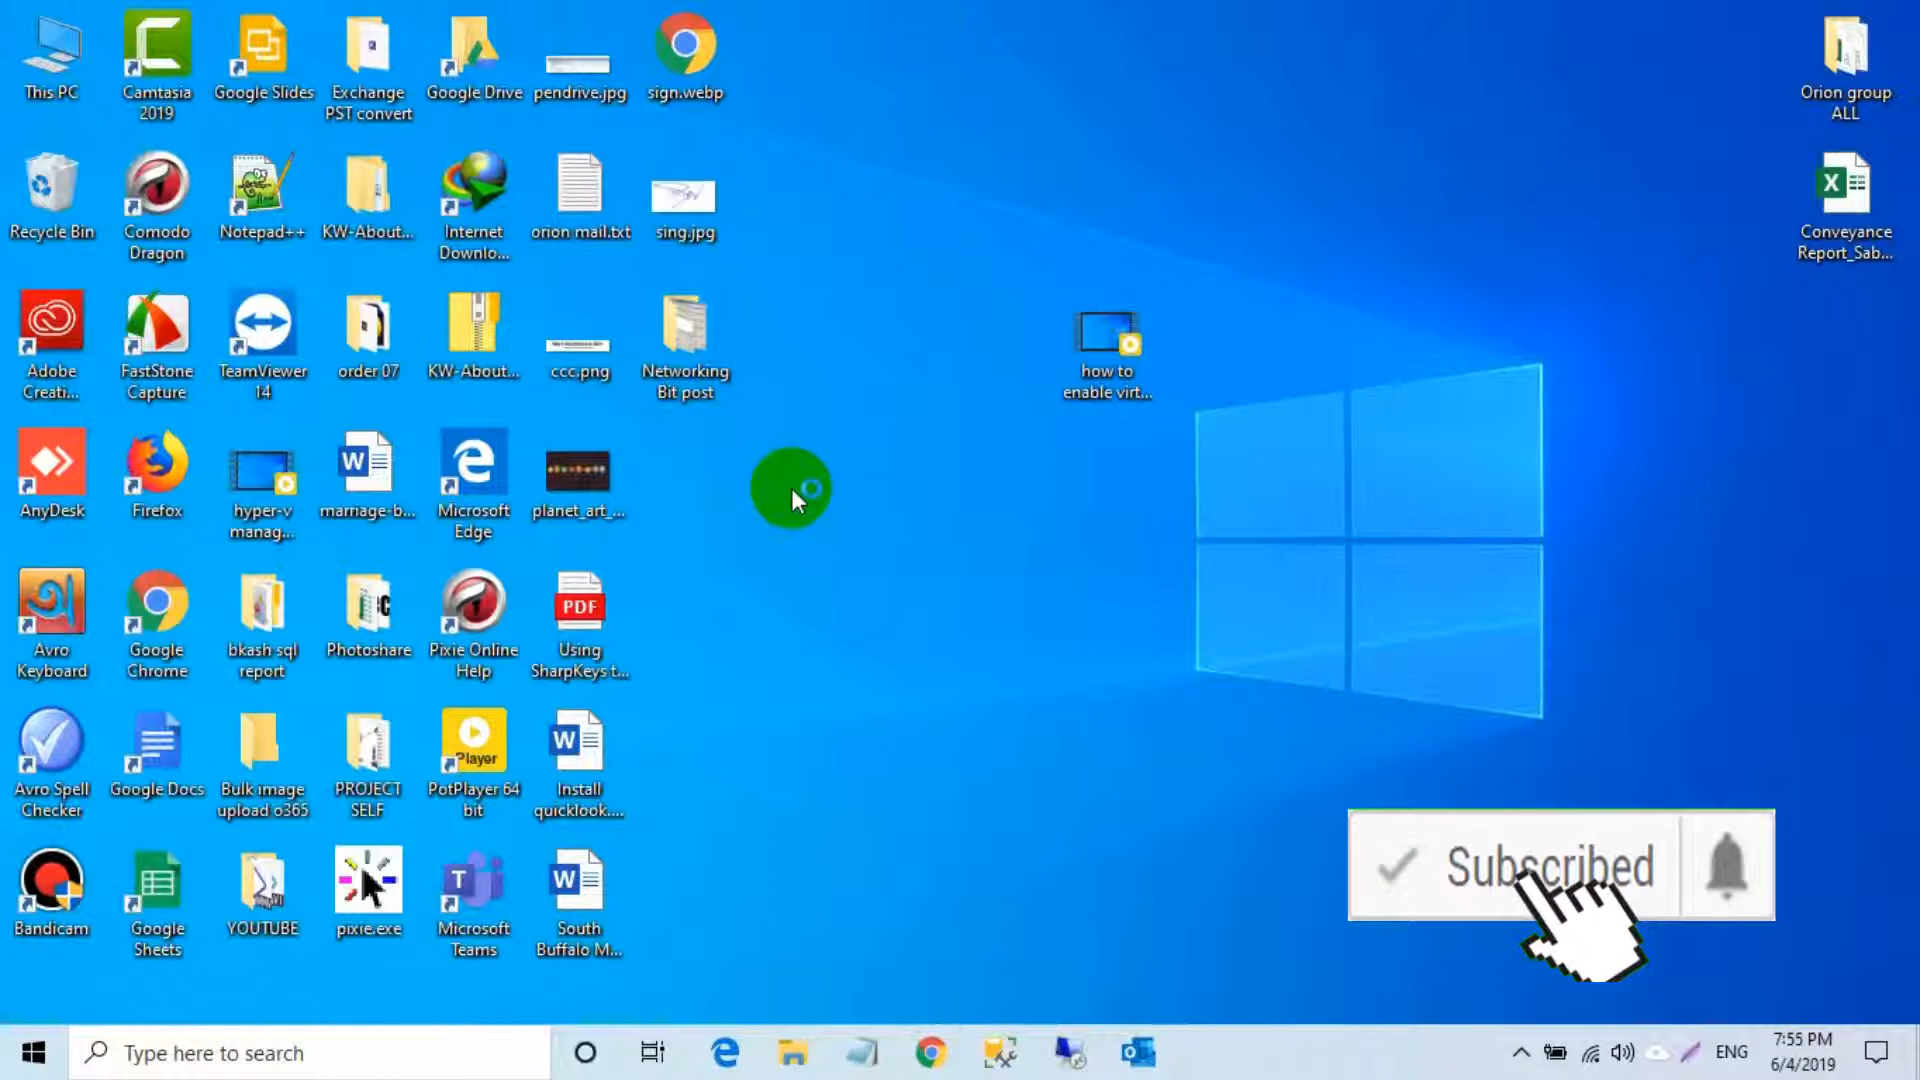 This PC
Camtasia
2019
Google Slides
Exchange
PST convert
Google Drive
pendrive.jpg
sign.webp
Orion group
ALL
Recycle Bin
Comodo
Dragon
Notepad++
KW-About...
Internet
Downlo...
orion mail.txt
sing.jpg
Conveyance
Report_Sab...
Adobe
Creati...
FastStone
Capture
TeamViewer
14
order 07
KW-About...
ccc.png
Networking
Bit post
how to
enable virt...
AnyDesk
Firefox
hyper-v
manag...
marriage-b...
Microsoft
Edge
planet_art_...
Avro
Keyboard
Google
Chrome
bkash sql
report
Photoshare
Pixie Online
Help
PDF
Using
SharpKeys t...
Avro Spell
Checker
Google Docs
Bulk image
upload o365
PROJECT
SELF
Player
PotPlayer 64
bit
Install
quicklook....
Subscribed
Bandicam
Google
Sheets
YOUTUBE
pixie.exe
Microsoft
Teams
South
Buffalo M...
Type here to search
ENG
7:55 PM
6/4/2019